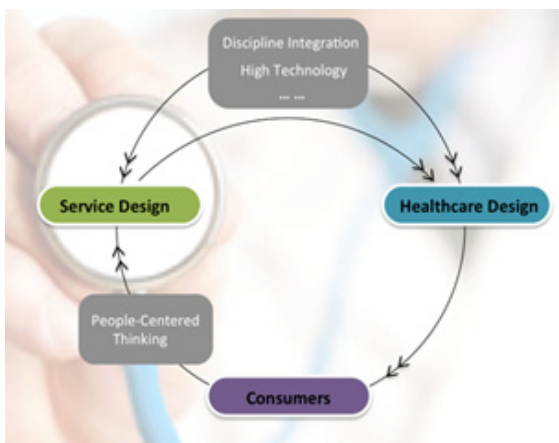 Discipline Integration
High Technology
... ...
Service Design
Healthcare Design
People-Centered
Thinking
Consumers